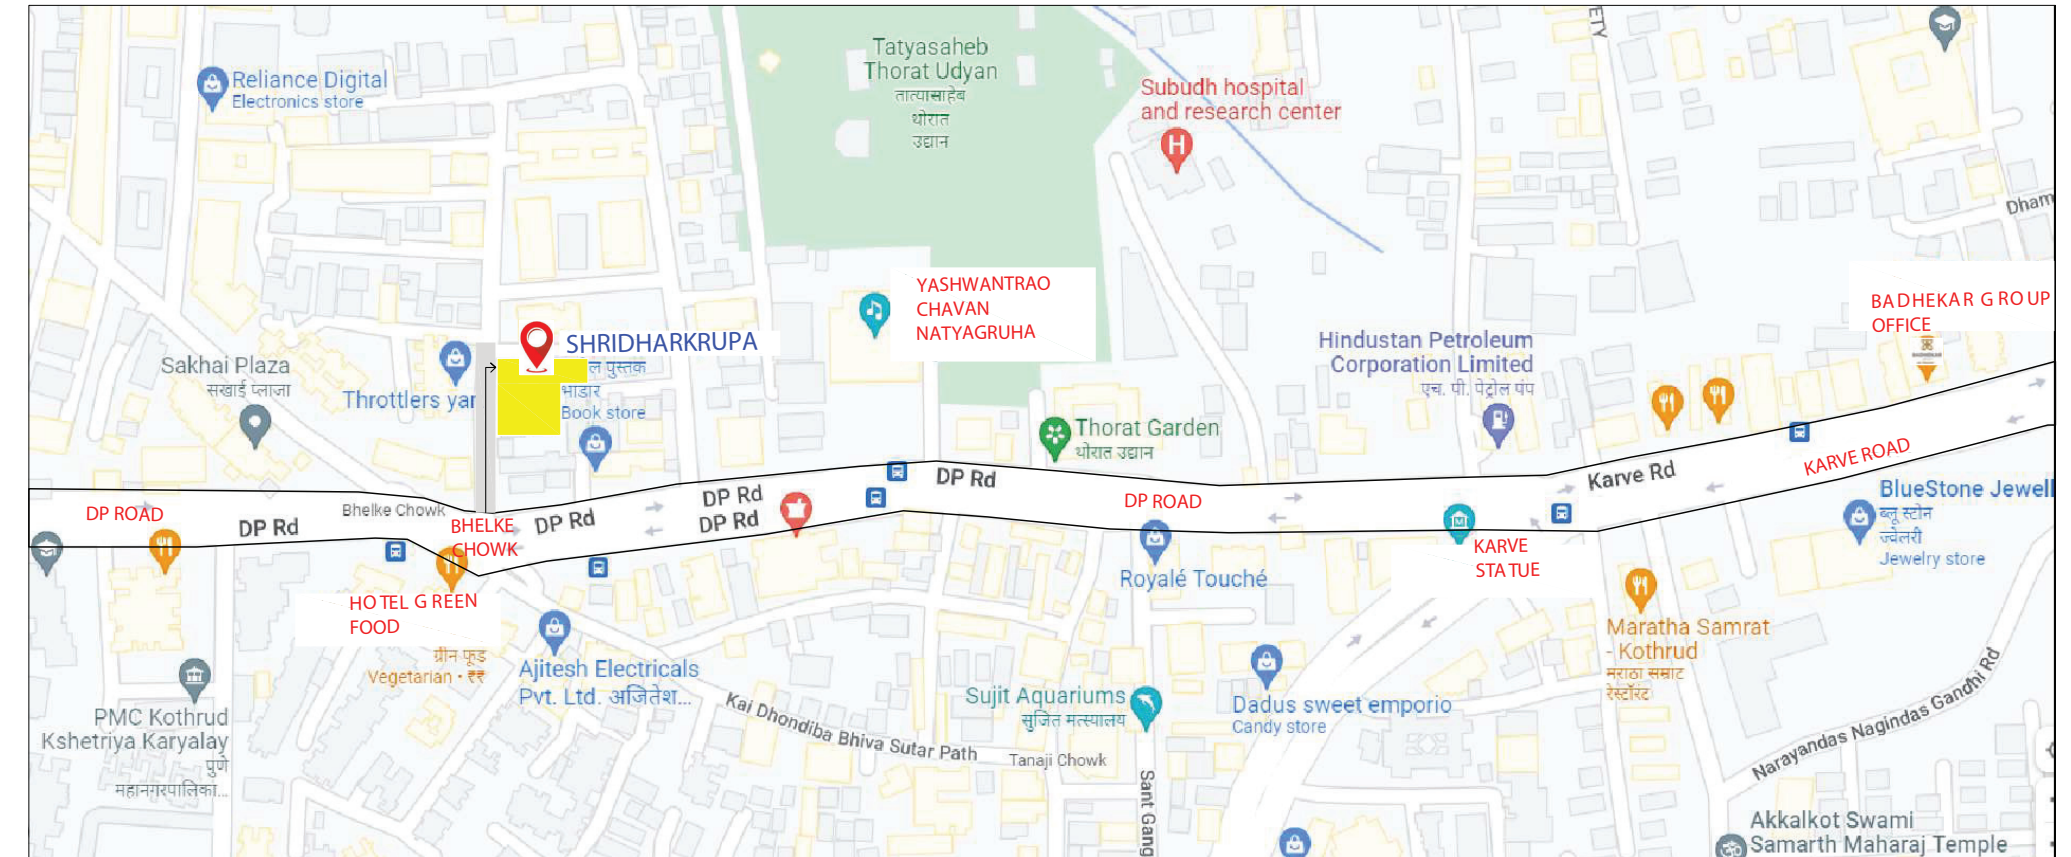 Reliance Digital
Electronics store
Tatyasaheb
Thorat Udyan
तात्यासाहेब
थोरात
उद्यान
Subudh hospital
and research center
H
ETY
Dham
YASHWANTRAO
CHAVAN
NATYAGRUHA
BADHEKAR GROUP
OFFICE
SHRIDHARKRUPA
ल पुस्तक
भांडार
Book store
Sakhai Plaza
सखाई प्लाजा
Throttlers yar
Hindustan Petroleum
Corporation Limited
एच. पी. पेट्रोल पंप
Thorat Garden
थोरात उद्यान
DP ROAD
DP Rd
Bhelke Chowk
BHELKE
CHOWK
DP Rd
DP Rd
DP Rd
DP Rd
DP ROAD
Karve Rd
KARVE ROAD
BlueStone Jewell
ब्लू स्टोन
ज्वेलरी
Jewelry store
KARVE
STATUE
Royalé Touché
HOTEL GREEN
FOOD
ग्रीन फूड
Vegetarian • ₹₹
Ajitesh Electricals
Pvt. Ltd. अजितेश...
Maratha Samrat
- Kothrud
मराठा सम्राट
रेस्टॉरंट
PMC Kothrud
Kshetriya Karyalay
पुणे
महानगरपालिका...
Kai Dhondiba Bhiva Sutar Path
Sujit Aquariums
सुजित मत्स्यालय
Tanaji Chowk
Dadus sweet emporio
Candy store
Sant Gang
Narayandas Nagindas Gandhi Rd
Akkalkot Swami
Samarth Maharaj Temple